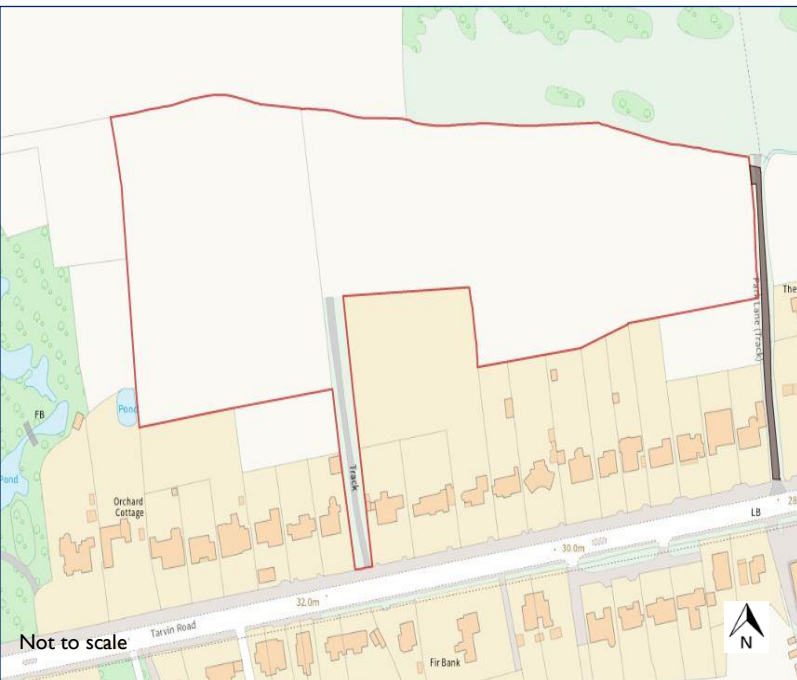 The
Park Lane (Track)
Pond
FB
Pond
Track
Orchard
Cottage
28
LB
30.0m
32.0m
Tarvin Road
Not to scale
N
Fir Bank